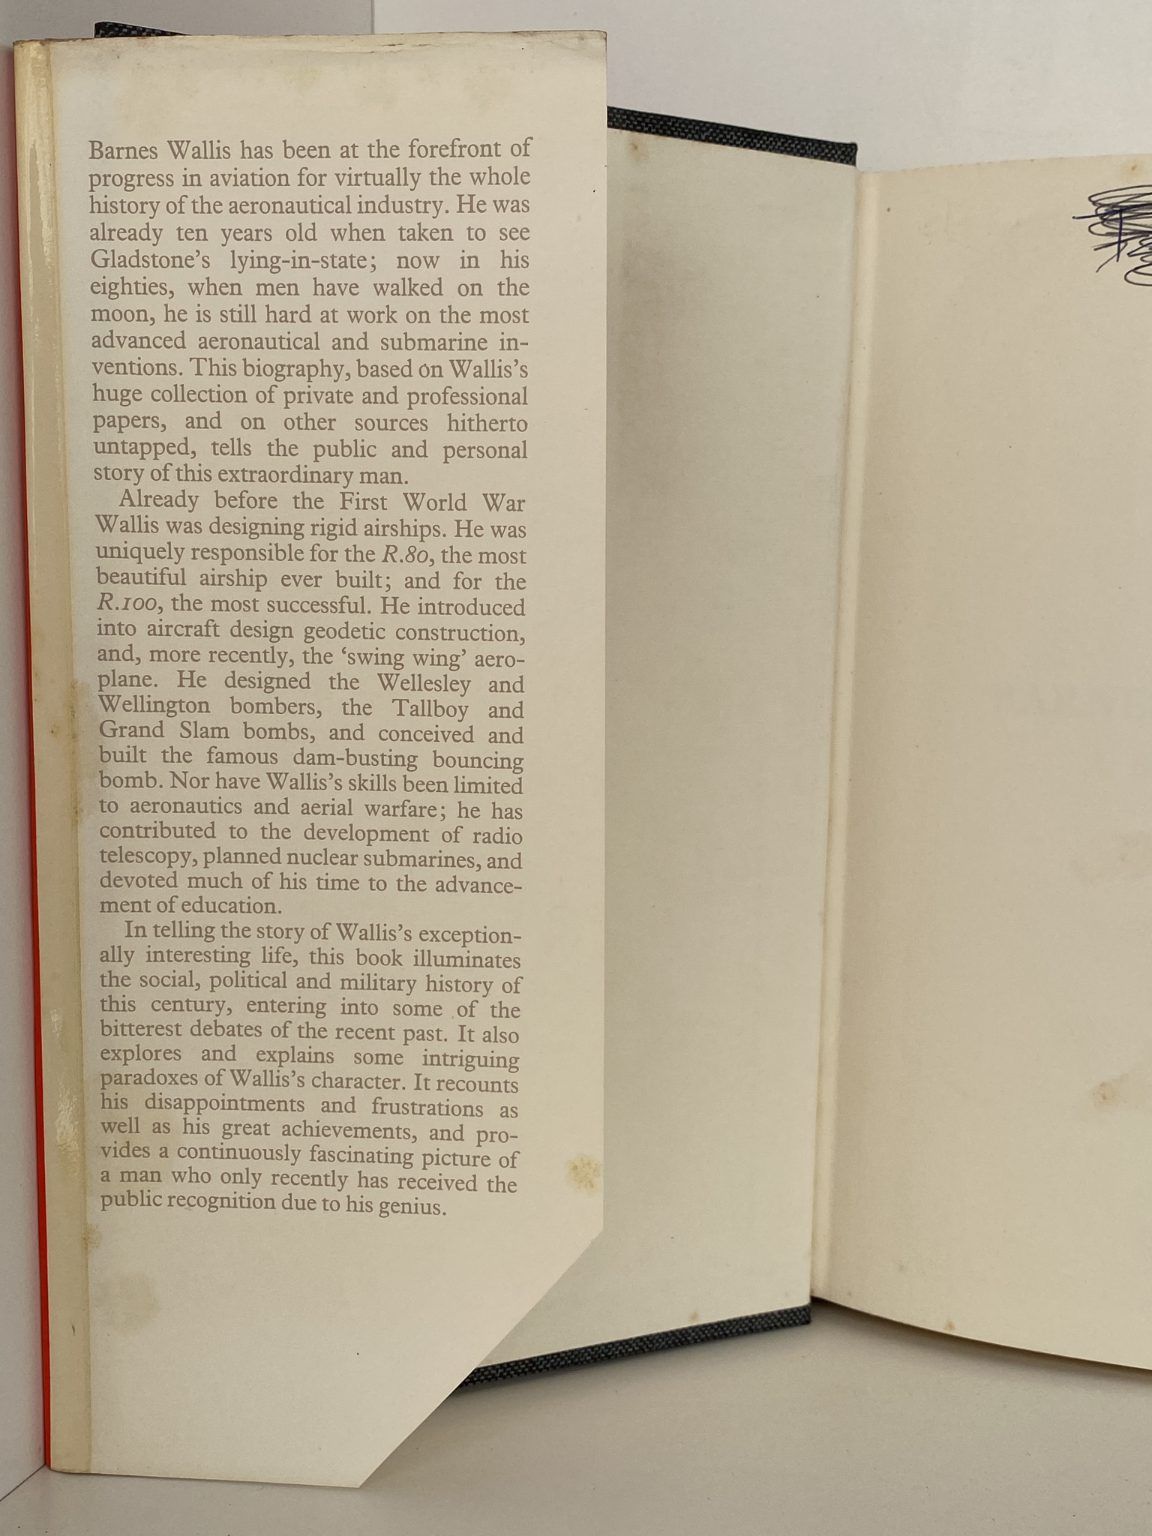 Barnes Wallis has been at the forefront of
progress in aviation for virtually the whole
history of the aeronautical industry. He was
already ten years old when taken to see
Gladstone's lying-in-state; now in his
eighties, when men have walked on the
moon, he is still hard at work on the most
advanced aeronautical and submarine in-
ventions. This biography, based on Wallis's
huge collection of private and professional
papers, and on other sources hitherto
untapped, tells the public and personal
story of this extraordinary man.
Already before the First World War
Wallis was designing rigid airships. He was
uniquely responsible for the R.80, the most
beautiful airship ever built; and for the
R.100, the most successful. He introduced
into aircraft design geodetic construction,
and, more recently, the ‘swing wing’ aero-
plane. He designed the Wellesley and
Wellington bombers, the Tallboy and
Grand Slam bombs, and conceived and
built the famous dam-busting bouncing
bomb. Nor have Wallis's skills been limited
to aeronautics and aerial warfare; he has
contributed to the development of radio
telescopy, planned nuclear submarines, and
devoted much of his time to the advance-
ment of education.
In telling the story of Wallis's exception-
ally interesting life, this book illuminates
the social, political and military history of
this century, entering into some of the
bitterest debates of the recent past. It also
explores and explains some intriguing
paradoxes of Wallis's character. It recounts
his disappointments and frustrations as
well as his great achievements, and pro-
vides a continuously fascinating picture of
a man who only recently has received the
public recognition due to his genius.